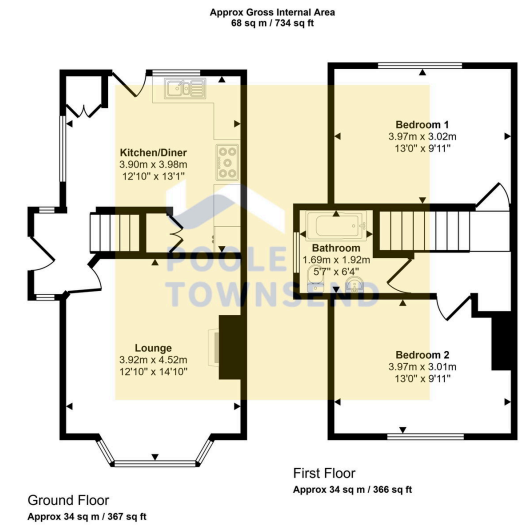 Approx Gross Internal Area
68 sq m / 734 sq ft
Kitchen/Diner
3.90m x 3.98m
12'10" x 13'1"
Bedroom 1
3.97m x 3.02m
13'0" x 9'11"
Bathroom
1.69m x 1.92m
5'7" x 6'4"
POOLE
TOWNSEND
Lounge
3.92m x 4.52m
12'10" x 14'10"
Bedroom 2
3.97m x 3.01m
13'0" x 9'11"
First Floor
Approx 34 sq m / 366 sq ft
Ground Floor
Approx 34 sq m / 367 sq ft